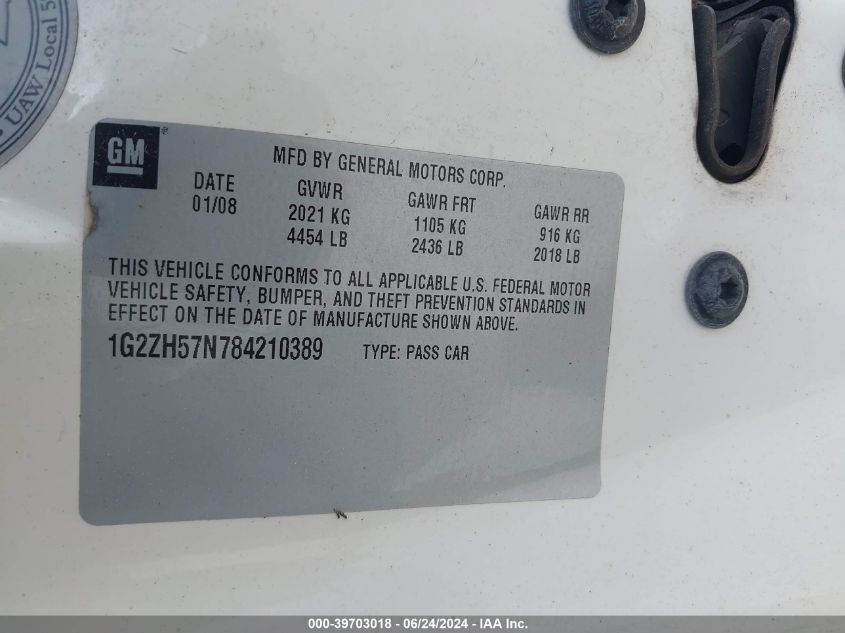 UAW Local 5
GM
MFD BY GENERAL MOTORS CORP.
DATE GVWR GAWR FRT GAWR RR
01/08 2021 KG 1105 KG 916 KG
4454 LB 2436 LB 2018 LB
THIS VEHICLE CONFORMS TO ALL APPLICABLE U.S. FEDERAL MOTOR
VEHICLE SAFETY, BUMPER, AND THEFT PREVENTION STANDARDS IN
EFFECT ON THE DATE OF MANUFACTURE SHOWN ABOVE.
1G2ZH57N784210389 TYPE: PASS CAR
000-39703018 - 06/24/2024 - IAA Inc.